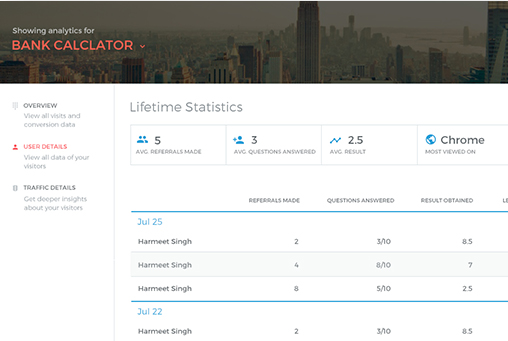 Showing analytics for
BANK CALCLATOR
OVERVIEW
View all visits and
conversion data
USER DETAILS
View all data of your
visitors
TRAFFIC DETAILS
Get deeper insights
about your visitors
Lifetime Statistics
5
AVG. REFERRALS MADE
3
AVG. QUESTIONS ANSWERED
2.5
AVG. RESULT
Chrome
MOST VIEWED ON
REFERRALS MADE QUESTIONS ANSWERED RESULT OBTAINED LE
Jul 25
Harmeet Singh 2 3/10 8.5
Harmeet Singh 4 8/10 7
Harmeet Singh 8 5/10 2.5
Jul 22
Harmeet Singh 2 3/10 8.5